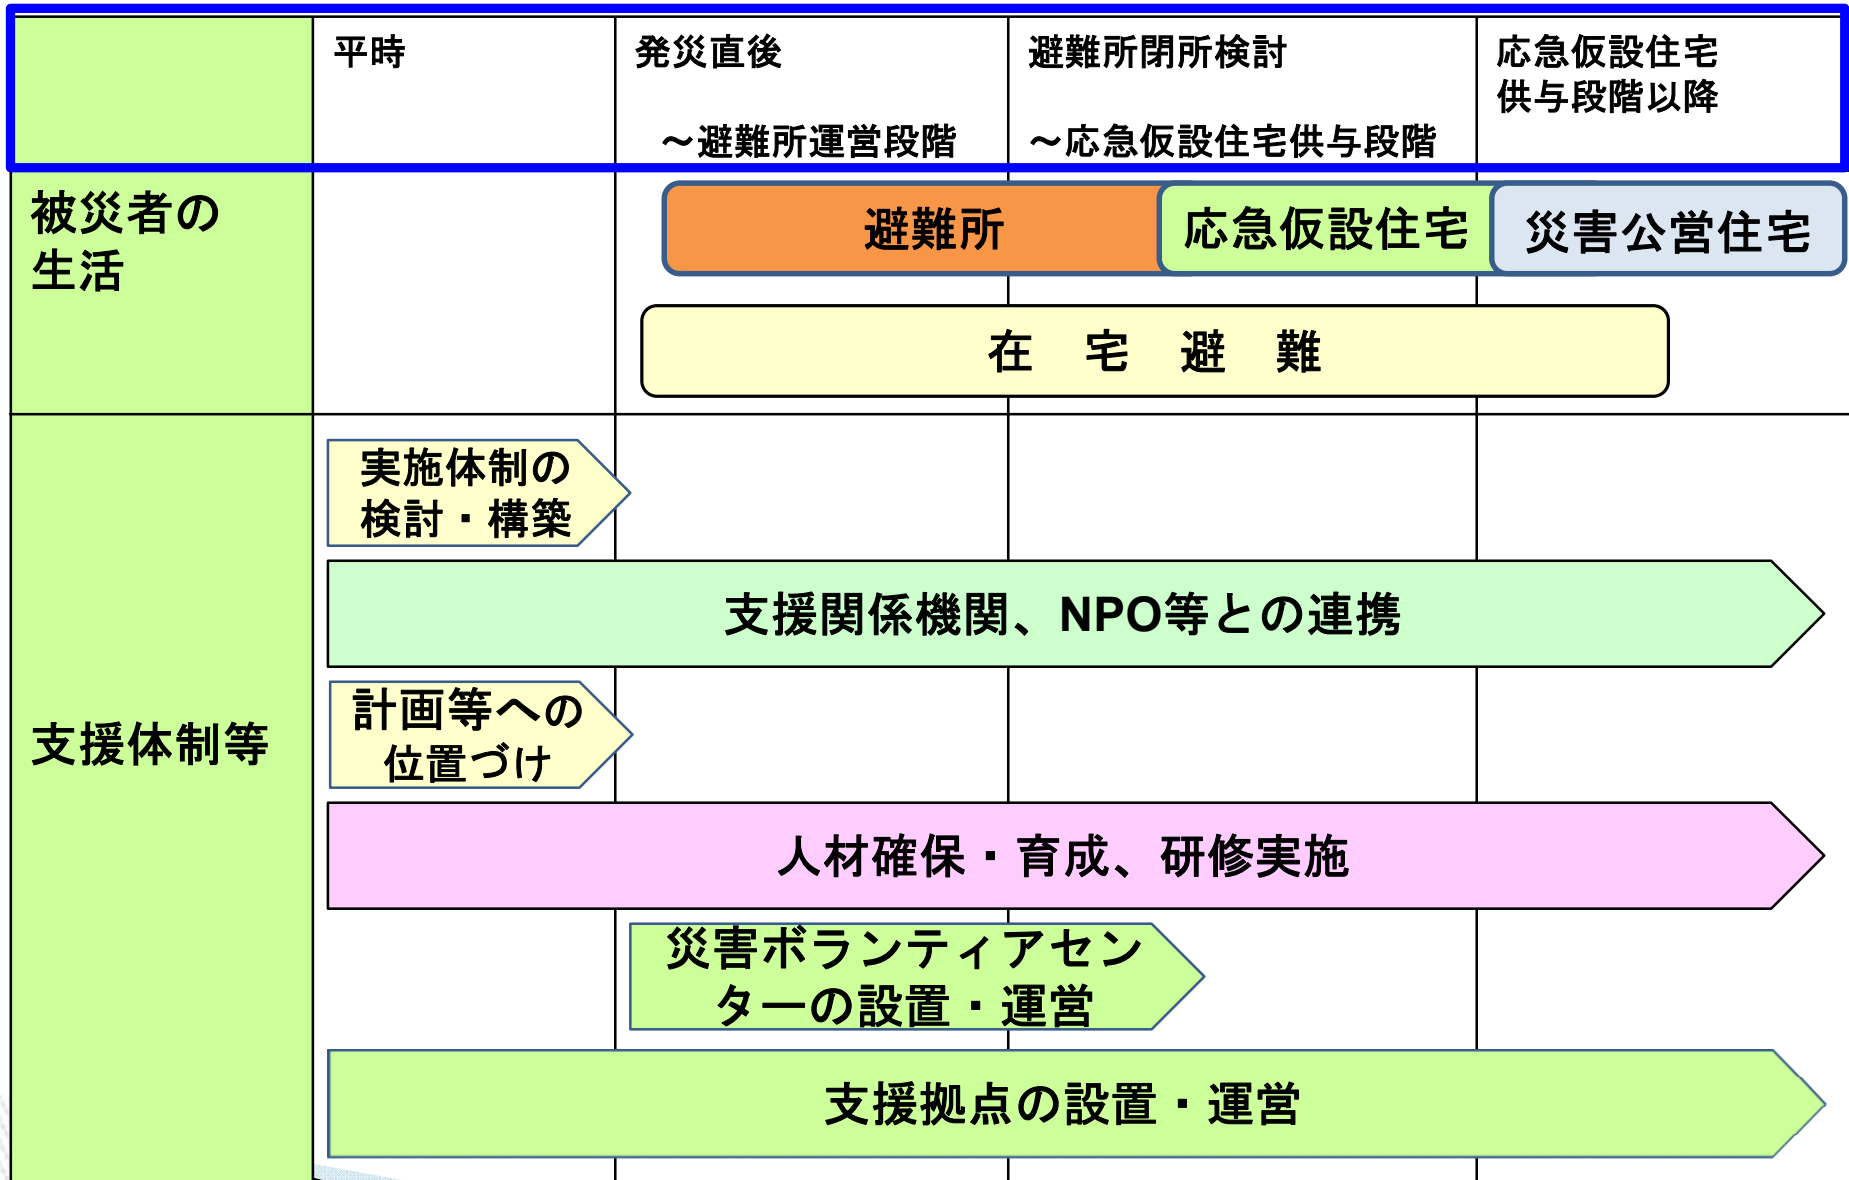 平時
発災直後
～避難所運営段階
避難所閉所検討
～応急仮設住宅供与段階
応急仮設住宅
供与段階以降
被災者の
生活
避難所
応急仮設住宅
災害公営住宅
在　宅　避　難
支援体制等
実施体制の
検討・構築
支援関係機関、NPO等との連携
計画等への
位置づけ
人材確保・育成、研修実施
災害ボランティアセン
ターの設置・運営
支援拠点の設置・運営